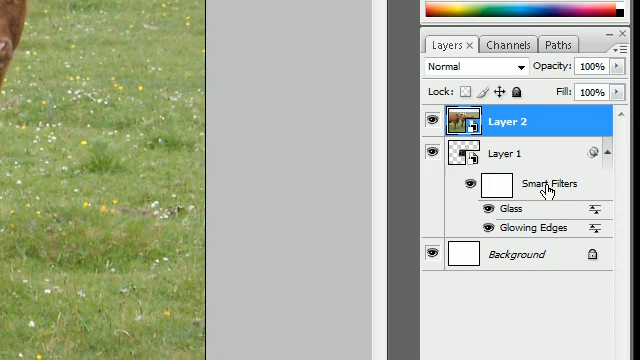 Layers × Channels Paths
Normal Opacity: 100%
Lock: Fill: 100%
Layer 2
Layer 1
Smart Filters
Glass
Glowing Edges
Background